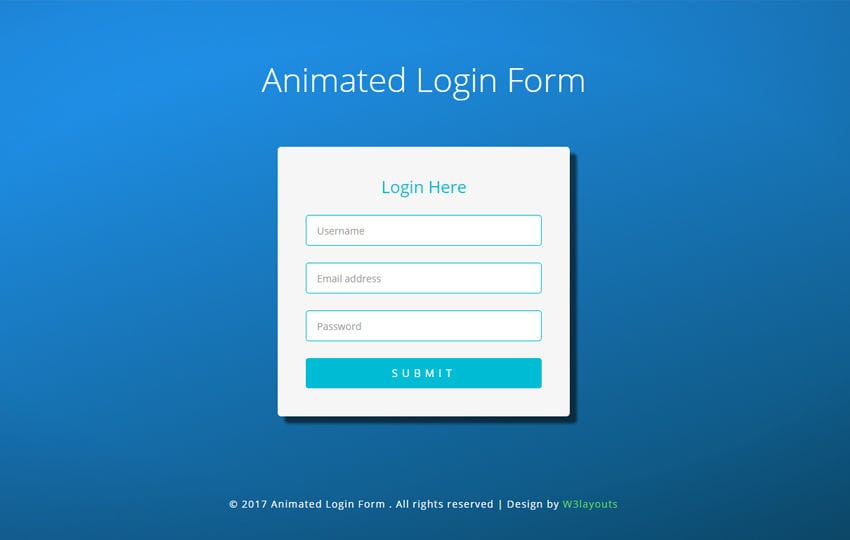 Animated Login Form
Login Here
Username
Email address
Password
SUBMIT
© 2017 Animated Login Form . All rights reserved | Design by W3layouts